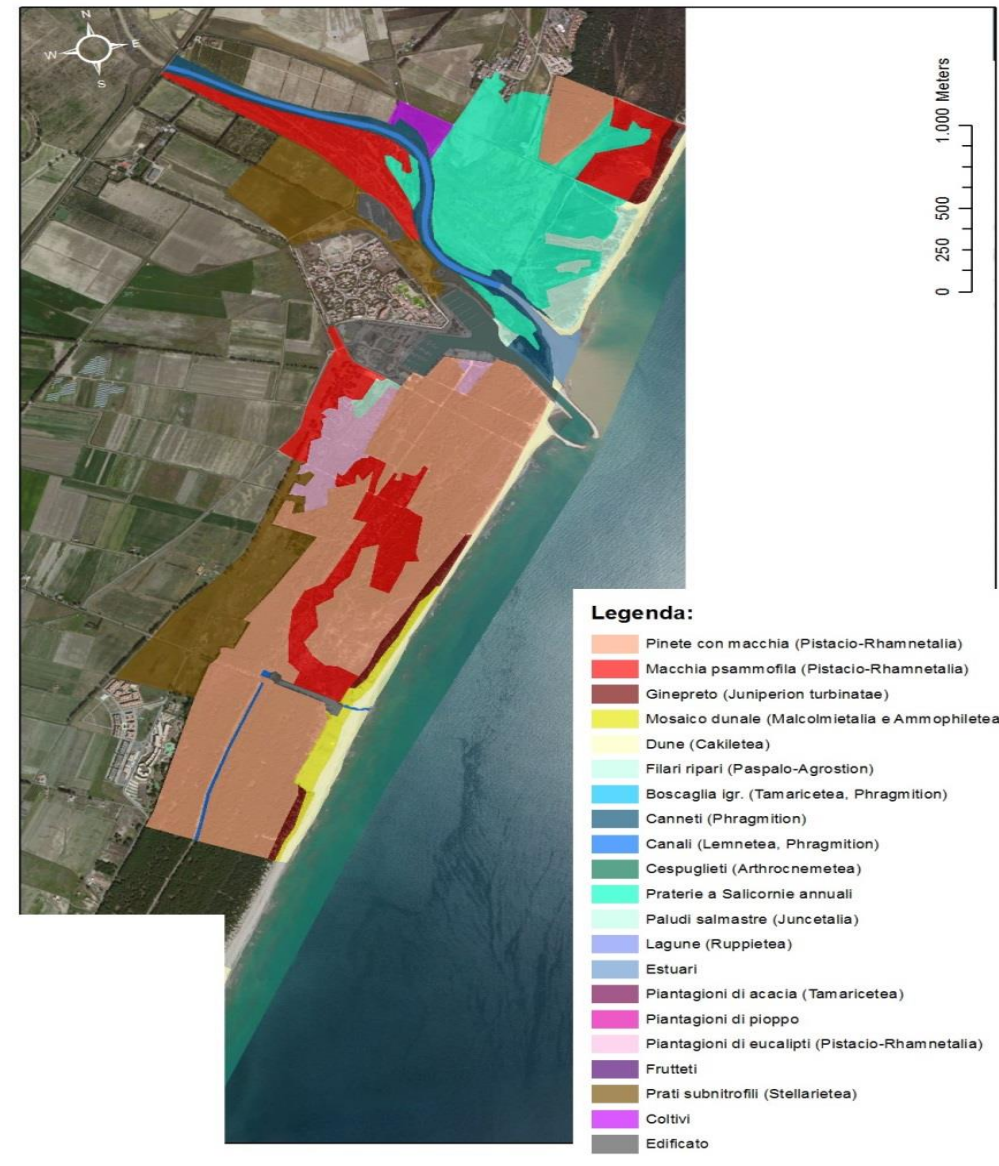 N
W E
S
1.000 Meters
500
250
0
Legenda:
Pinete con macchia (Pistacio-Rhamnetalia)
Macchia psammofila (Pistacio-Rhamnetalia)
Ginepreto (Juniperion turbinatae)
Mosaico dunale (Malcolmietalia e Ammophiletea
Dune (Cakiletea)
Filari ripari (Paspalo-Agrostion)
Boscaglia igr. (Tamaricetea, Phragmition)
Canneti (Phragmition)
Canali (Lemnetea, Phragmition)
Cespuglieti (Arthrocnemetea)
Praterie a Salicornie annuali
Paludi salmastre (Juncetalia)
Lagune (Ruppietea)
Estuari
Piantagioni di acacia (Tamaricetea)
Piantagioni di pioppo
Piantagioni di eucalipti (Pistacio-Rhamnetalia)
Frutteti
Prati subnitrofili (Stellarietea)
Coltivi
Edificato